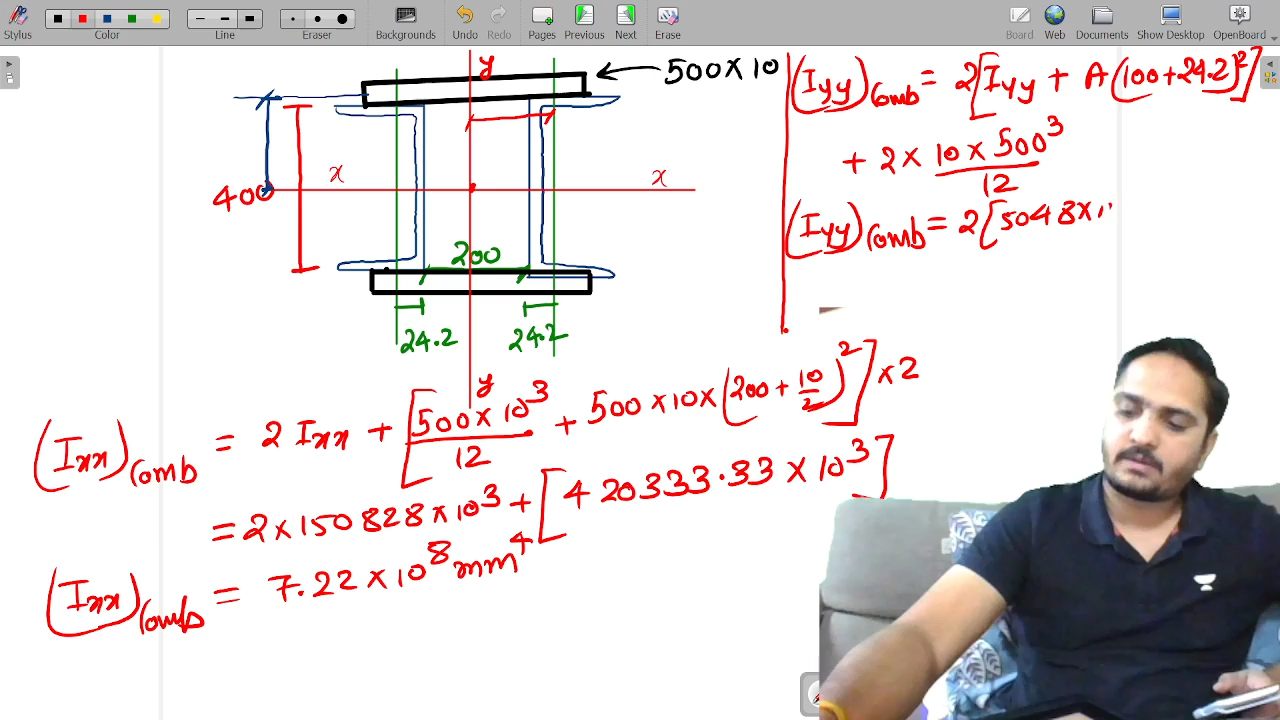 Stylus
Color
Line
Eraser
Backgrounds
Undo
Redo
Pages
Previous
Next
Erase
Board
Web
Documents
Show Desktop
OpenBoard
y
500×10
x
x
400
200
24.2
24.2
y
(Iyy)Comb = 2[Iyy + A(100+24.2)²]
+ 2 × 10 × 500³ / 12
(Iyy)Comb = 2[5048×1
(Ixx)Comb = 2 Ixx + [500×10³ / 12 + 500×10×(200+10/2)²]×2
= 2×150828×10³ + [420333.33 × 10³]
(Ixx)Comb = 7.22×10⁸ mm⁴